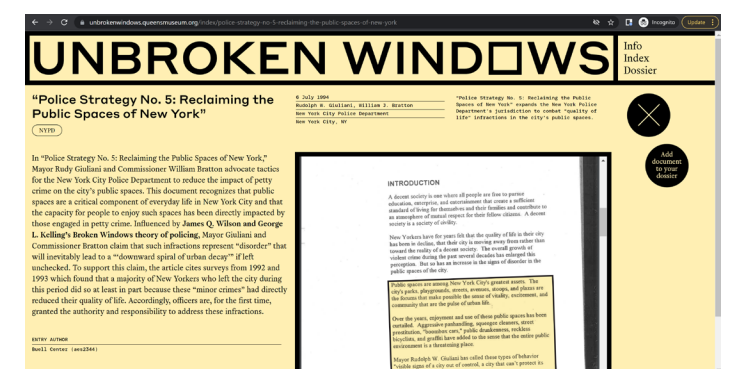 unbrokenwindows.queensmuseum.org/index/police-strategy-no-5-reclaiming-the-public-spaces-of-new-york
Incognito
Update
UNBROKEN WINDOWS
Info
Index
Dossier
“Police Strategy No. 5: Reclaiming the
Public Spaces of New York”
NYPD
6 July 1994
Rudolph W. Giuliani, William J. Bratton
New York City Police Department
New York City, NY
"Police Strategy No. 5: Reclaiming the Public
Spaces of New York" expands the New York Police
Department's jurisdiction to combat "quality of
life" infractions in the city's public spaces.
Add
document
to your
dossier
In “Police Strategy No. 5: Reclaiming the Public Spaces of New York,”
Mayor Rudy Giuliani and Commissioner William Bratton advocate tactics
for the New York City Police Department to reduce the impact of petty
crime on the city’s public spaces. This document recognizes that public
spaces are a critical component of everyday life in New York City and that
the capacity for people to enjoy such spaces has been directly impacted by
those engaged in petty crime. Influenced by James Q. Wilson and George
L. Kelling’s Broken Windows theory of policing, Mayor Giuliani and
Commissioner Bratton claim that such infractions represent “disorder” that
will inevitably lead to a “‘downward spiral of urban decay’” if left
unchecked. To support this claim, the article cites surveys from 1992 and
1993 which found that a majority of New Yorkers who left the city during
this period did so at least in part because these “minor crimes” had directly
reduced their quality of life. Accordingly, officers are, for the first time,
granted the authority and responsibility to address these infractions.
ENTRY AUTHOR
Buell Center (aes2344)
INTRODUCTION
A decent society is one where all people are free to pursue
education, enterprise, and entertainment that create a sufficient
standard of living for themselves and their families and contribute to
an atmosphere of mutual respect for their fellow citizens. A decent
society is a society of civility.
New Yorkers have for years felt that the quality of life in their city
has been in decline, that their city is moving away from rather than
toward the reality of a decent society. The overall growth of
violent crime during the past several decades has enlarged this
perception. But so has an increase in the signs of disorder in the
public spaces of the city.
Public spaces are among New York City's greatest assets. The
city's parks, playgrounds, streets, avenues, stoops, and plazas are
the forums that make possible the sense of vitality, excitement, and
community that are the pulse of urban life.
Over the years, enjoyment and use of these public spaces has been
curtailed. Aggressive panhandling, squeegee cleaners, street
prostitution, "boombox cars," public drunkenness, reckless
bicyclists, and graffiti have added to the sense that the entire public
environment is a threatening place.
Mayor Rudolph W. Giuliani has called these types of behavior
"visible signs of a city out of control, a city that can't protect its